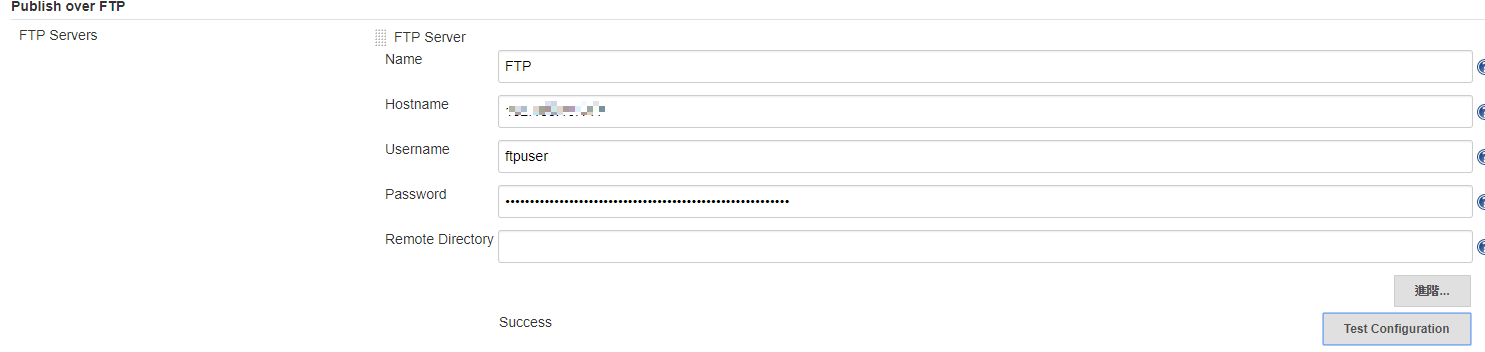 Publish over FTP
FTP Servers
FTP Server
Name
FTP
Hostname
Username
ftpuser
Password
Remote Directory
進階...
Success
Test Configuration